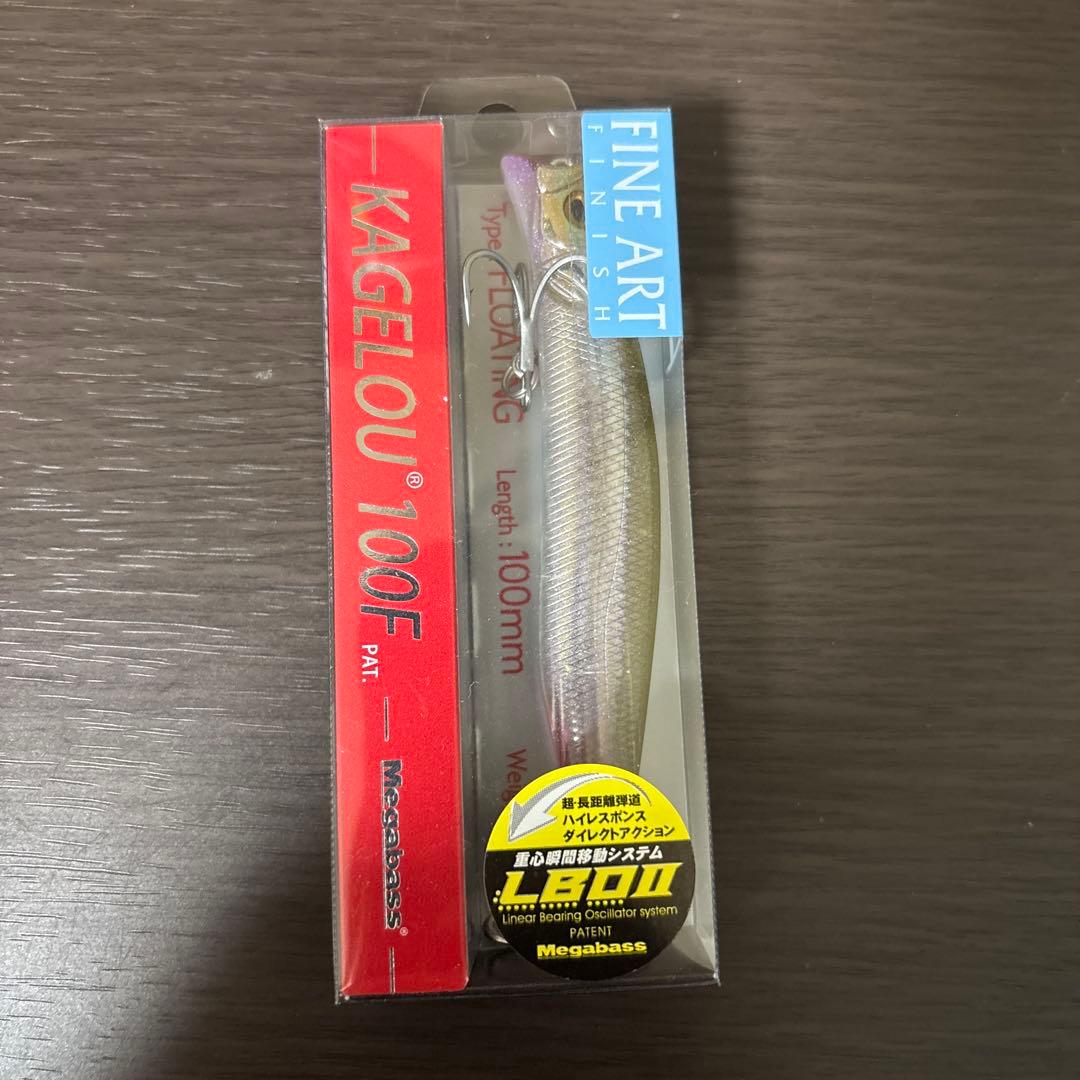 KAGELOU® 100F PAT.
Megabass®
FINE ART
FINISH
Type: FLOATING Length: 100mm
超・長距離弾道
ハイレスポンス
ダイレクトアクション
重心瞬間移動システム
LBOII
Linear Bearing Oscillator system
PATENT
Megabass